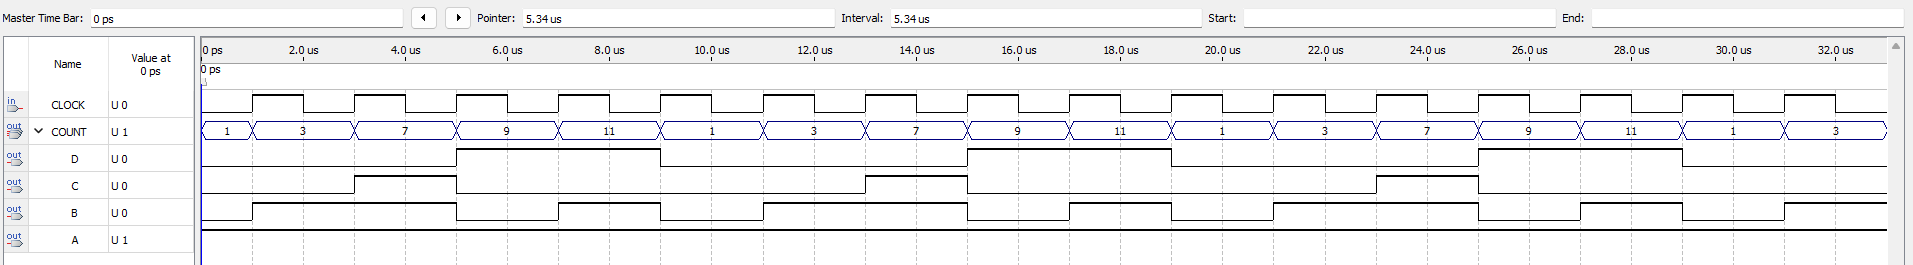 Master Time Bar: 0 ps Pointer: 5.34 us Interval: 5.34 us Start: End:
Name Value at 0 ps
0 ps 2.0 us 4.0 us 6.0 us 8.0 us 10.0 us 12.0 us 14.0 us 16.0 us 18.0 us 20.0 us 22.0 us 24.0 us 26.0 us 28.0 us 30.0 us 32.0 us
0 ps
in CLOCK U 0
out COUNT U 1 1 3 7 9 11 1 3 7 9 11 1 3 7 9 11 1 3
out D U 0
out C U 0
out B U 0
out A U 1